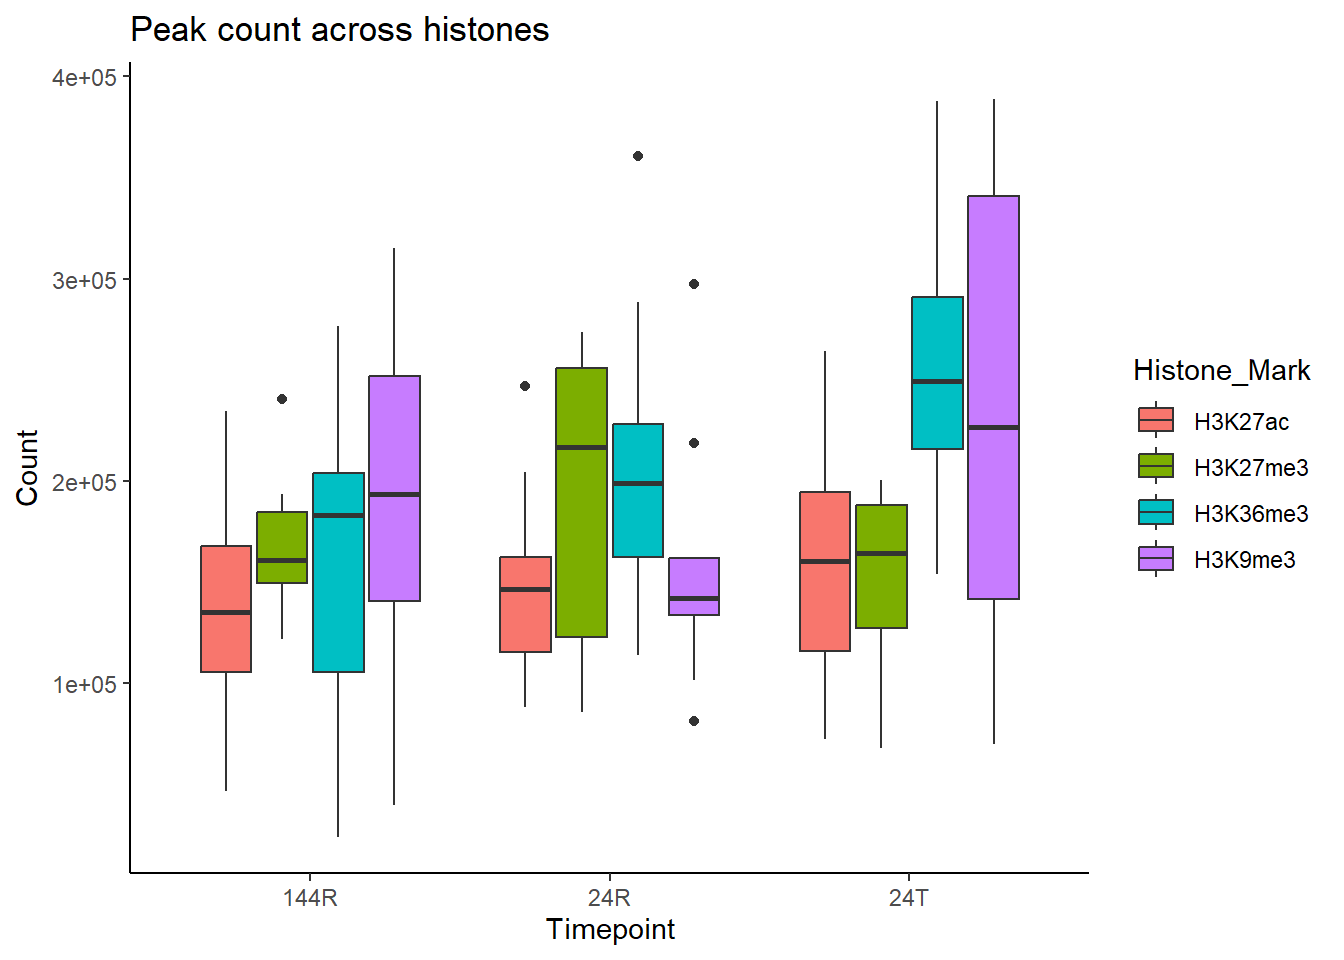 Peak count across histones
4e+05
3e+05
2e+05
1e+05
Count
144R
24R
24T
Timepoint
Histone_Mark
H3K27ac
H3K27me3
H3K36me3
H3K9me3